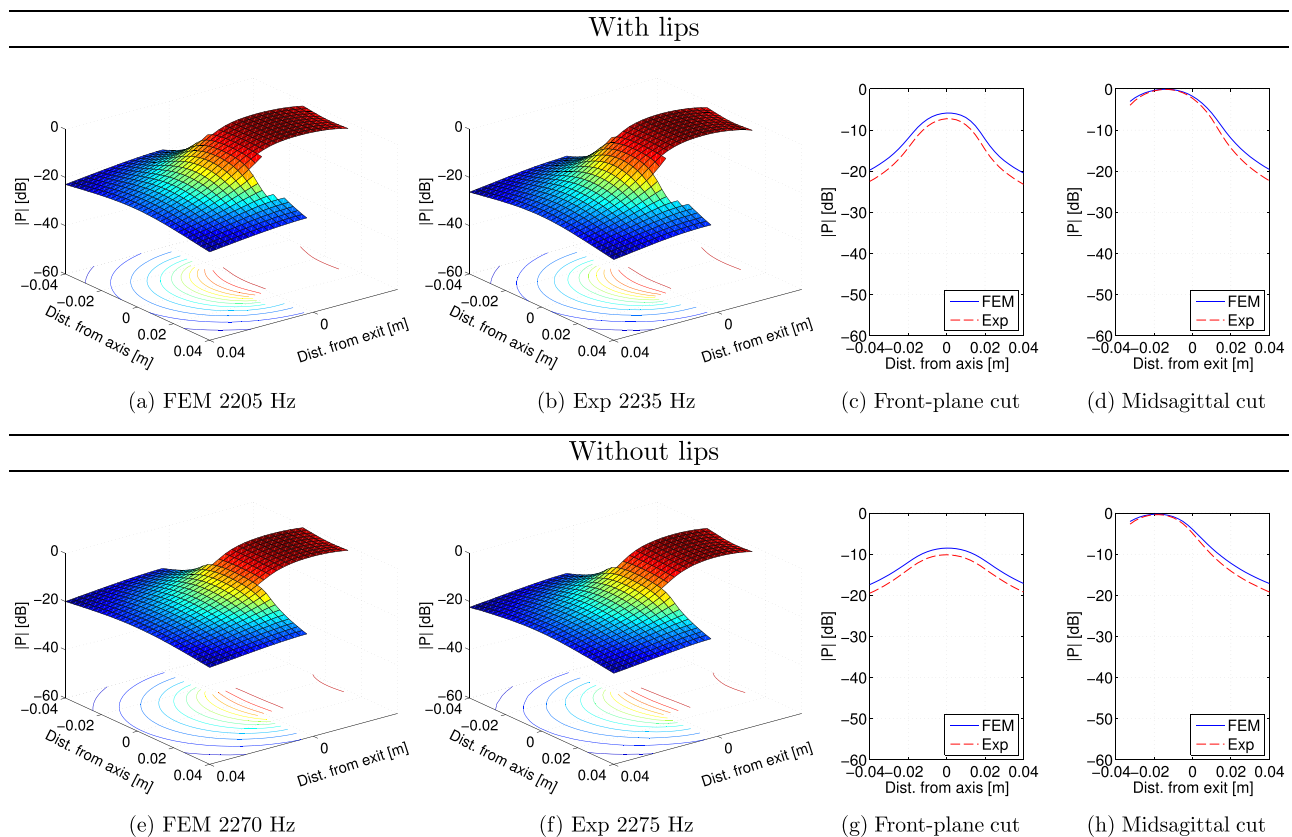 With lips
0
−20
−40
−60
|P| [dB]
−0.04
−0.02
0
0.02
0.04
Dist. from axis [m]
0.04
0
Dist. from exit [m]
(a) FEM 2205 Hz
0
−20
−40
−60
|P| [dB]
−0.04
−0.02
0
0.02
0.04
Dist. from axis [m]
0.04
0
Dist. from exit [m]
(b) Exp 2235 Hz
0
−10
−20
−30
−40
−50
−60
|P| [dB]
FEM
Exp
−0.04−0.02 0 0.02 0.04
Dist. from axis [m]
(c) Front-plane cut
0
−10
−20
−30
−40
−50
−60
|P| [dB]
FEM
Exp
−0.04−0.02 0 0.02 0.04
Dist. from exit [m]
(d) Midsagittal cut
Without lips
0
−20
−40
−60
|P| [dB]
−0.04
−0.02
0
0.02
0.04
Dist. from axis [m]
0.04
0
Dist. from exit [m]
(e) FEM 2270 Hz
0
−20
−40
−60
|P| [dB]
−0.04
−0.02
0
0.02
0.04
Dist. from axis [m]
0.04
0
Dist. from exit [m]
(f) Exp 2275 Hz
0
−10
−20
−30
−40
−50
−60
|P| [dB]
FEM
Exp
−0.04−0.02 0 0.02 0.04
Dist. from axis [m]
(g) Front-plane cut
0
−10
−20
−30
−40
−50
−60
|P| [dB]
FEM
Exp
−0.04−0.02 0 0.02 0.04
Dist. from exit [m]
(h) Midsagittal cut